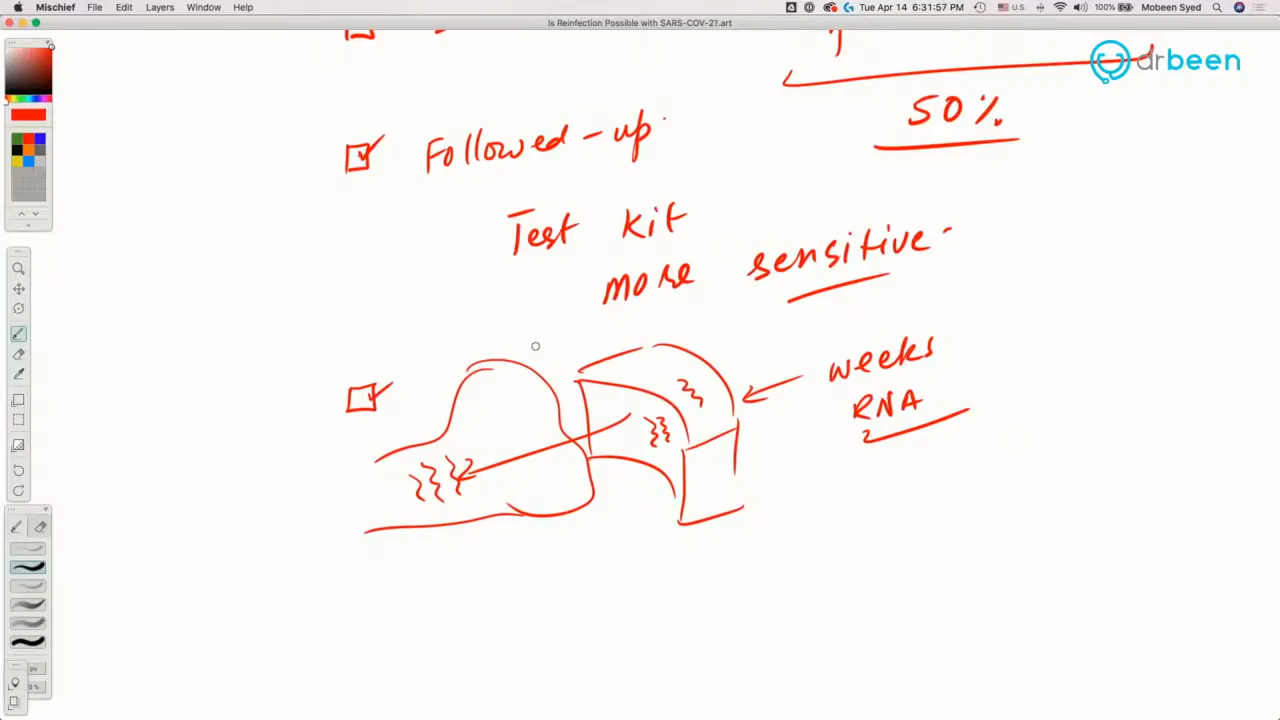 Mischief File Edit Layers Window Help 100% Tue Apr 14 6:31:57 PM Mobeen Syed
U.S.
Is Reinfection Possible with SARS-COV-2?.art
drbeen
50%
Followed-up
Test Kit
more sensitive
weeks
RNA